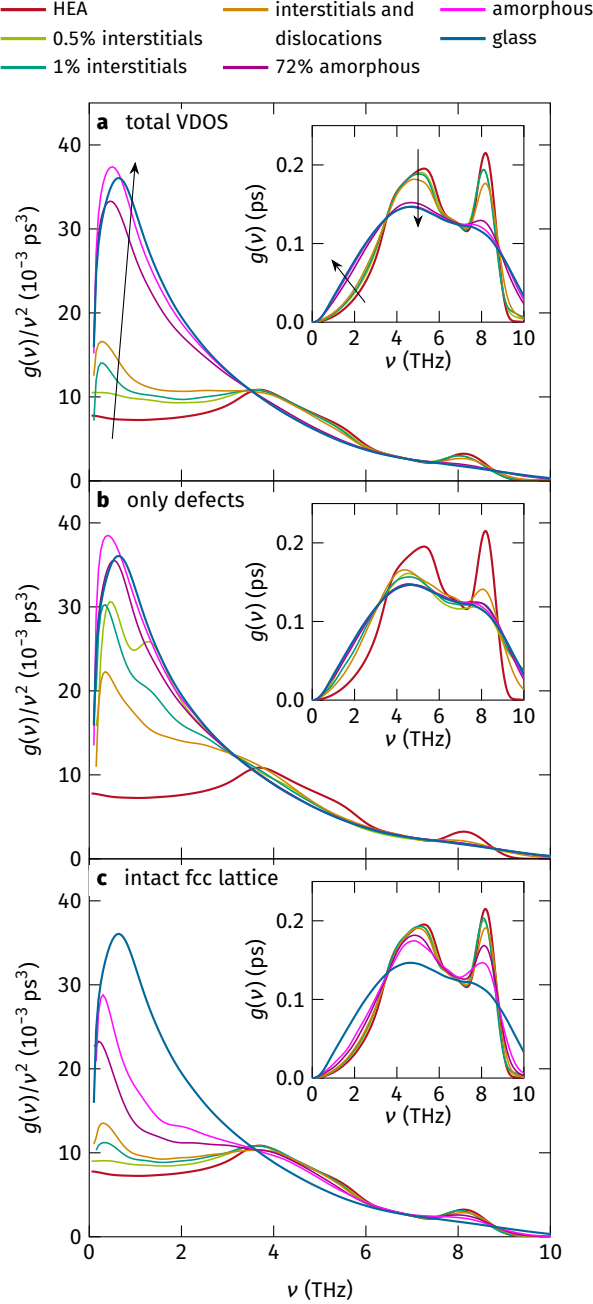 HEA
0.5% interstitials
1% interstitials
interstitials and
dislocations
72% amorphous
amorphous
glass
a total VDOS
g(ν)/ν² (10⁻³ ps³)
40
30
20
10
0
g(ν) (ps)
0.2
0.1
0.0
0 2 4 6 8 10
ν (THz)
b only defects
g(ν)/ν² (10⁻³ ps³)
40
30
20
10
0
g(ν) (ps)
0.2
0.1
0.0
0 2 4 6 8 10
ν (THz)
c intact fcc lattice
g(ν)/ν² (10⁻³ ps³)
40
30
20
10
0
g(ν) (ps)
0.2
0.1
0.0
0 2 4 6 8 10
ν (THz)
0 2 4 6 8 10
ν (THz)